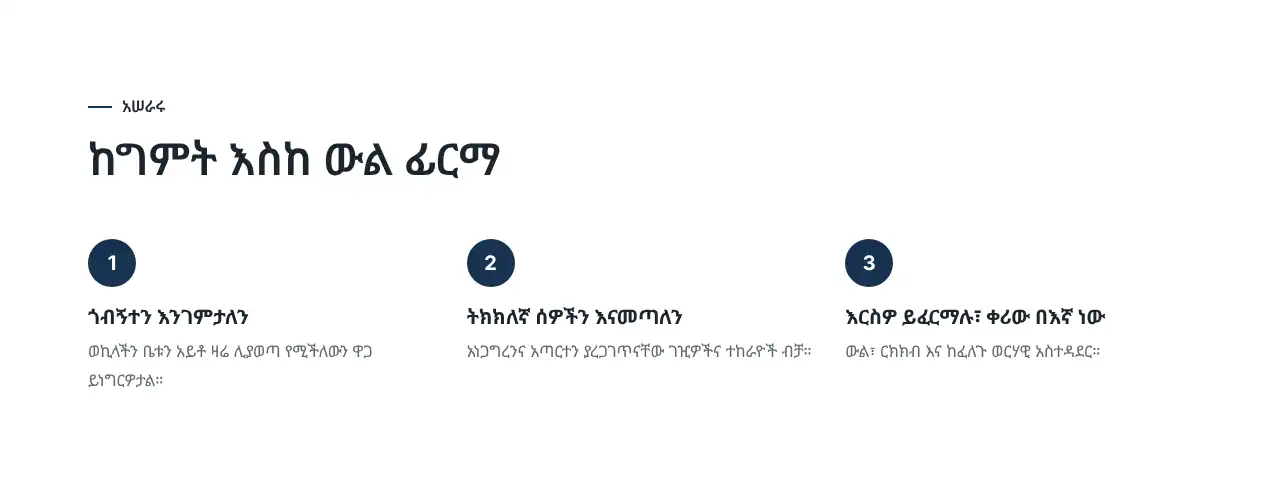 አሠራሩ
ከግምት እስከ ውል ፊርማ
1
ጎብኝተን እንገምታለን
ወኪላችን ቤቱን አይቶ ዛሬ ሊያወጣ የሚችለውን ዋጋ
ይነግርዎታል።
2
ትክክለኛ ሰዎችን እናመጣለን
አነጋግረንና አጣርተን ያረጋገጥናቸው ገዢዎችና ተከራዮች ብቻ።
3
እርስዎ ይፈርማሉ፣ ቀሪው በእኛ ነው
ውል፣ ርክክብ እና ከፈለጉ ወርሃዊ አስተዳደር።